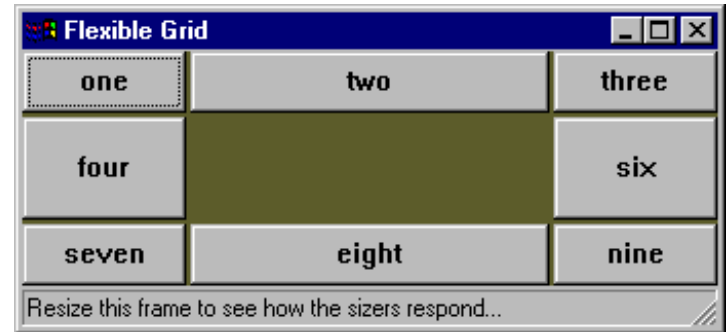 Flexible Grid
one two three
four six
seven eight nine
Resize this frame to see how the sizers respond...